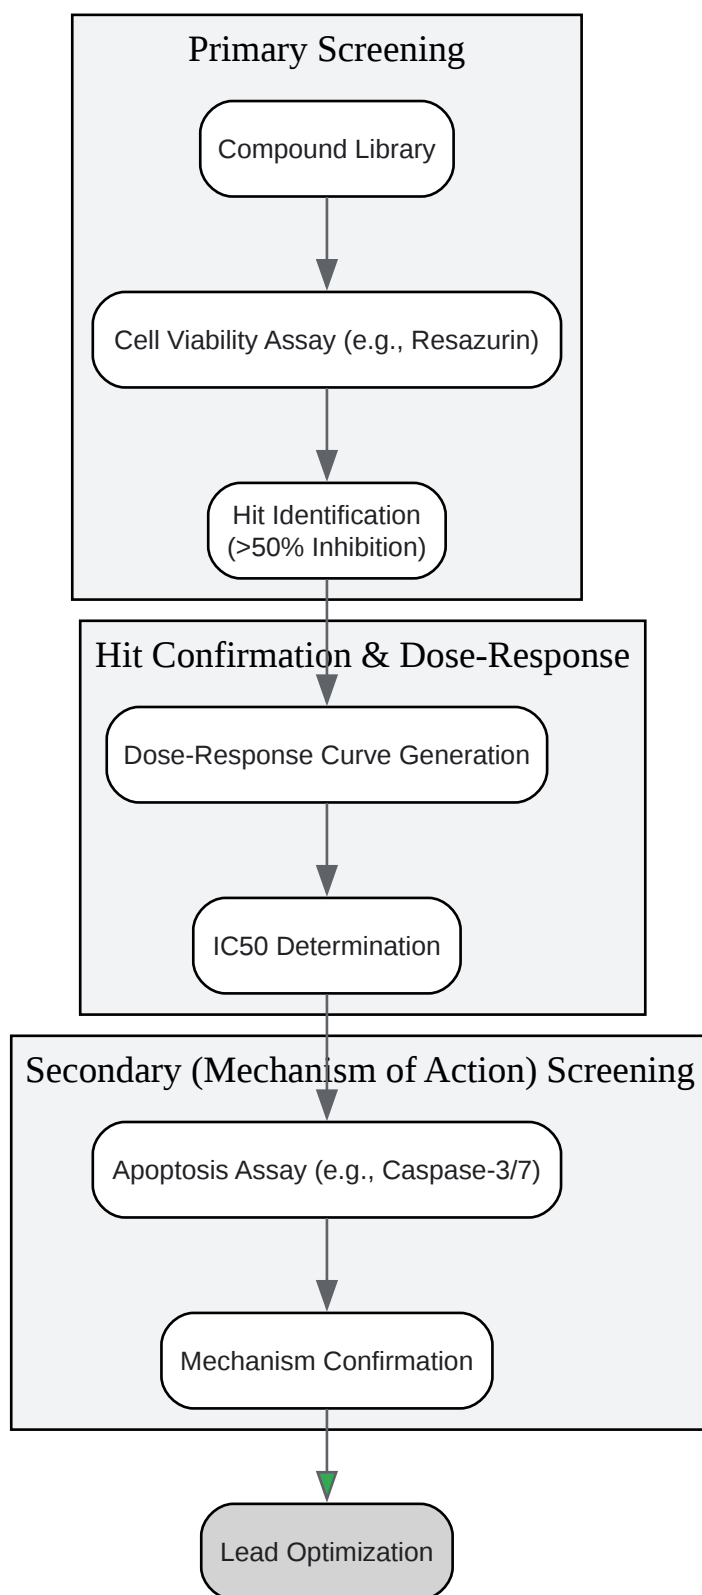 Primary Screening
Compound Library
Cell Viability Assay (e.g., Resazurin)
Hit Identification
(>50% Inhibition)
Hit Confirmation & Dose-Response
Dose-Response Curve Generation
IC50 Determination
Secondary (Mechanism of Action) Screening
Apoptosis Assay (e.g., Caspase-3/7)
Mechanism Confirmation
Lead Optimization